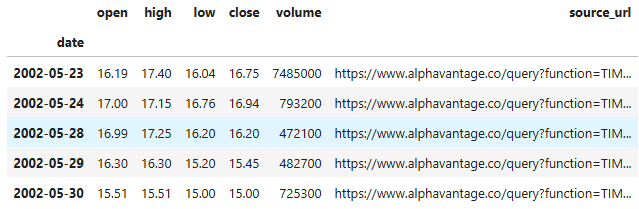 open high low close volume source_url
date
2002-05-23 16.19 17.40 16.04 16.75 7485000 https://www.alphavantage.co/query?function=TIM...
2002-05-24 17.00 17.15 16.76 16.94 793200 https://www.alphavantage.co/query?function=TIM...
2002-05-28 16.99 17.25 16.20 16.20 472100 https://www.alphavantage.co/query?function=TIM...
2002-05-29 16.30 16.30 15.20 15.45 482700 https://www.alphavantage.co/query?function=TIM...
2002-05-30 15.51 15.51 15.00 15.00 725300 https://www.alphavantage.co/query?function=TIM...